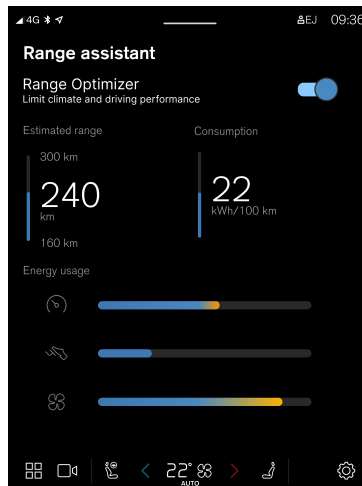 4G EJ 09:36
Range assistant
Range Optimizer
Limit climate and driving performance
Estimated range Consumption
300 km
240 22
km kWh/100 km
160 km
Energy usage
22°
AUTO